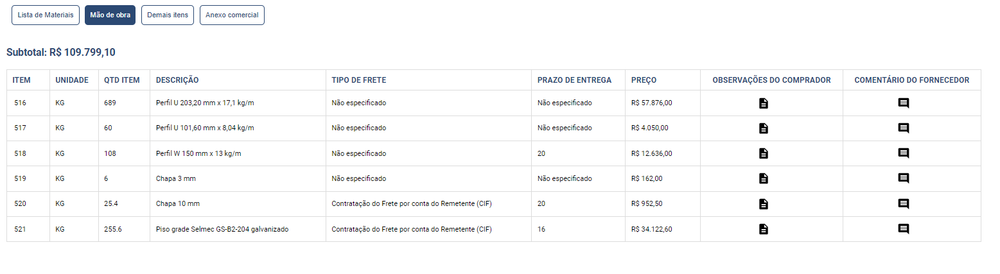 Lista de Materiais Mão de obra Demais itens Anexo comercial
Subtotal: R$ 109.799,10
ITEM UNIDADE QTD ITEM DESCRIÇÃO TIPO DE FRETE PRAZO DE ENTREGA PREÇO OBSERVAÇÕES DO COMPRADOR COMENTÁRIO DO FORNECEDOR
516 KG 689 Perfil U 203,20 mm x 17,1 kg/m Não especificado Não especificado R$ 57.876,00
517 KG 60 Perfil U 101,60 mm x 8,04 kg/m Não especificado Não especificado R$ 4.050,00
518 KG 108 Perfil W 150 mm x 13 kg/m Não especificado 20 R$ 12.636,00
519 KG 6 Chapa 3 mm Não especificado Não especificado R$ 162,00
520 KG 25.4 Chapa 10 mm Contratação do Frete por conta do Remetente (CIF) 20 R$ 952,50
521 KG 255.6 Piso grade Selmec GS-B2-204 galvanizado Contratação do Frete por conta do Remetente (CIF) 16 R$ 34.122,60